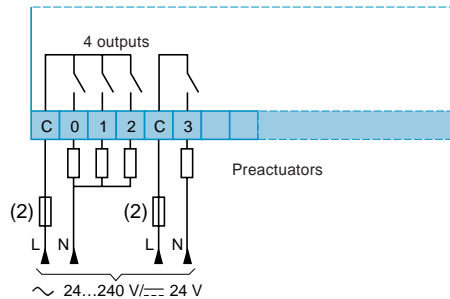 4 outputs
C 0 1 2 C 3
Preactuators
(2) (2)
L N L N
24...240 V/ 24 V